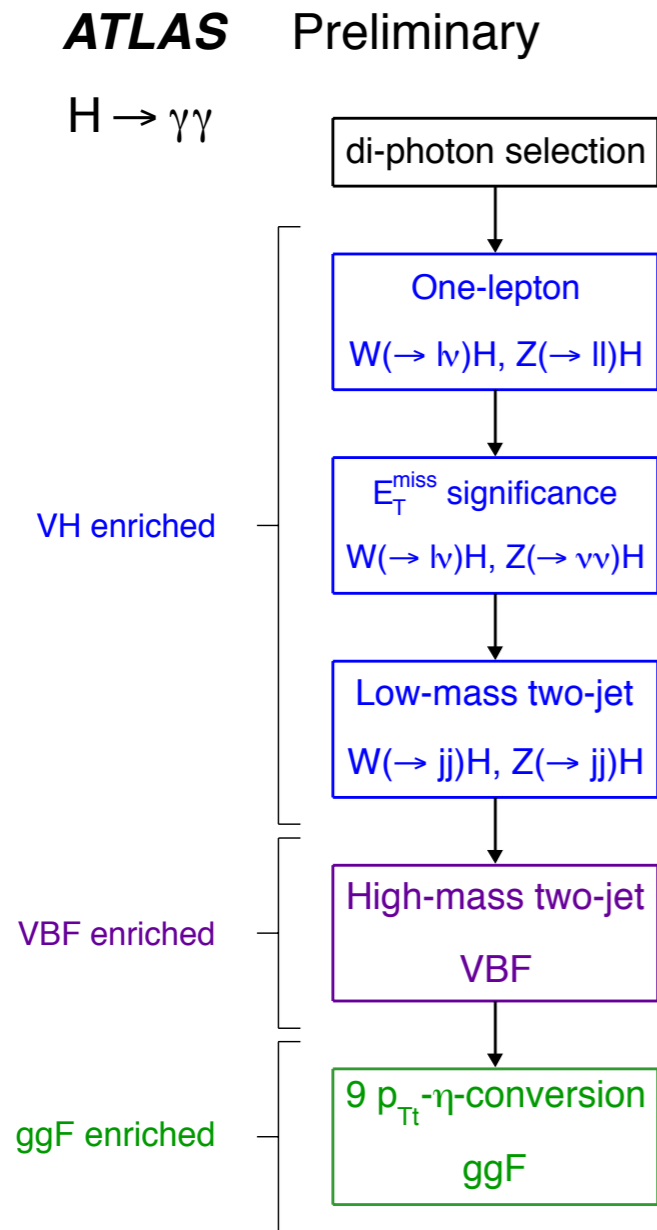 ATLAS Preliminary
H → γγ
di-photon selection
One-lepton
W(→ lν)H, Z(→ ll)H
E_T^miss significance
W(→ lν)H, Z(→ νν)H
VH enriched
Low-mass two-jet
W(→ jj)H, Z(→ jj)H
High-mass two-jet
VBF enriched
VBF
9 p_Tt-η-conversion
ggF enriched
ggF